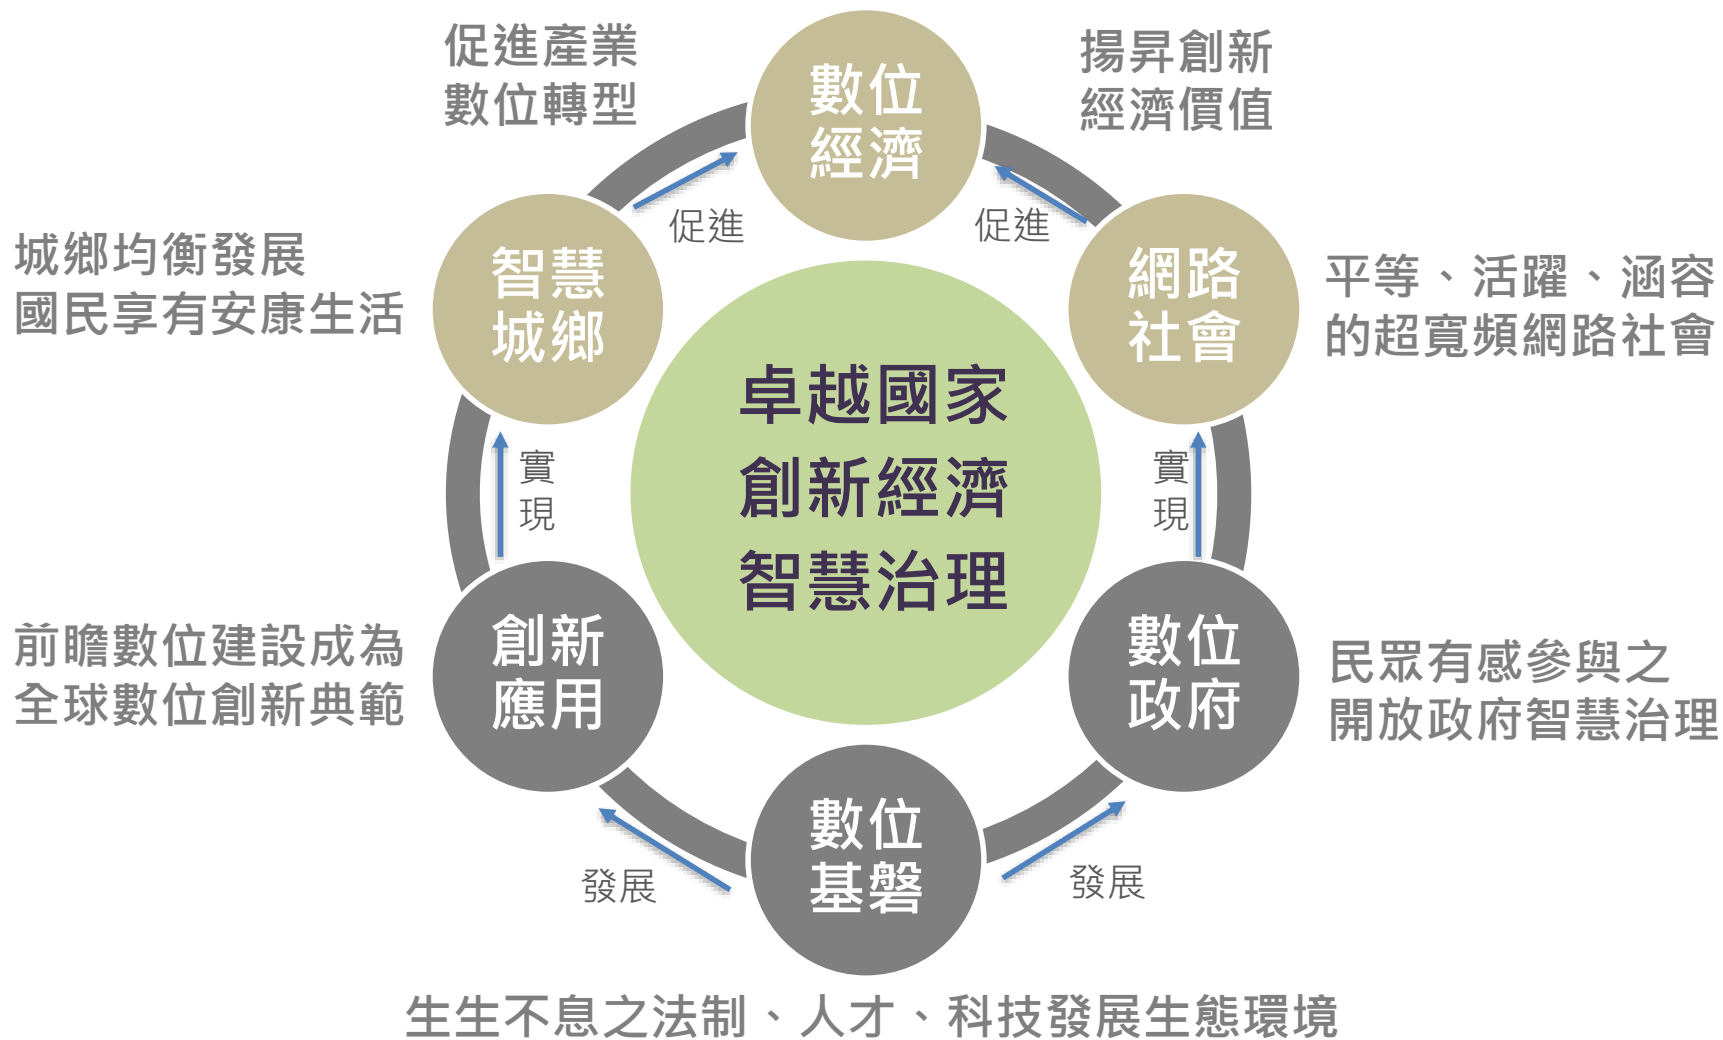 促進產業
數位轉型
數位
經濟
揚昇創新
經濟價值
促進
促進
城鄉均衡發展
國民享有安康生活
智慧
城鄉
網路
社會
平等、活躍、涵容
的超寬頻網路社會
卓越國家
創新經濟
智慧治理
實
現
實
現
前瞻數位建設成為
全球數位創新典範
創新
應用
數位
政府
民眾有感參與之
開放政府智慧治理
數位
基磐
發展
發展
生生不息之法制、人才、科技發展生態環境